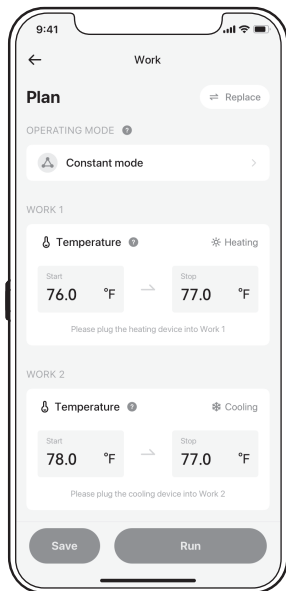 9:41
Work
Plan
Replace
OPERATING MODE ?
Constant mode
WORK 1
Temperature ? Heating
Start Stop
76.0 °F 77.0 °F
Please plug the heating device into Work 1
WORK 2
Temperature ? Cooling
Start Stop
78.0 °F 77.0 °F
Please plug the cooling device into Work 2
Save Run